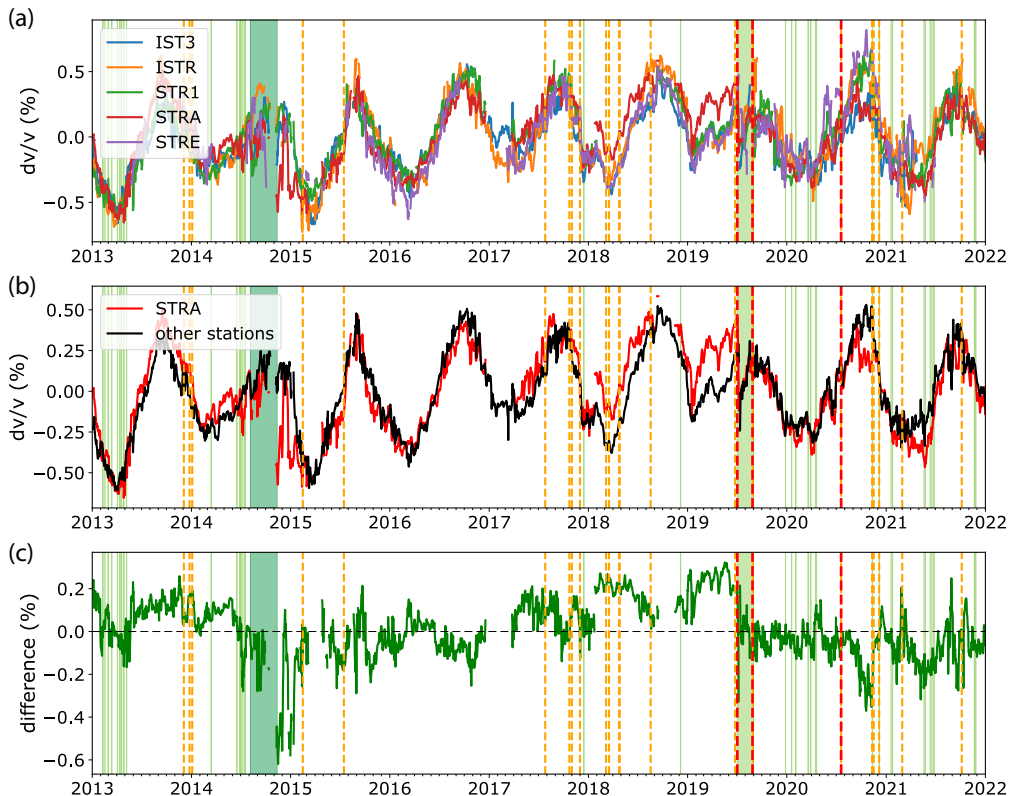 (a)
IST3
ISTR
STR1
STRA
STRE
dv/v (%)
0.5
0.0
−0.5
2013 2014 2015 2016 2017 2018 2019 2020 2021 2022
(b)
STRA
other stations
dv/v (%)
0.50
0.25
0.00
−0.25
−0.50
2013 2014 2015 2016 2017 2018 2019 2020 2021 2022
(c)
difference (%)
0.2
0.0
−0.2
−0.4
−0.6
2013 2014 2015 2016 2017 2018 2019 2020 2021 2022